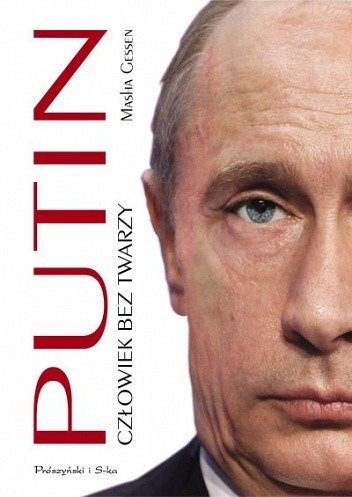 PUTIN
CZŁOWIEK BEZ TWARZY
MASHA GESSEN
Prószyński i S-ka